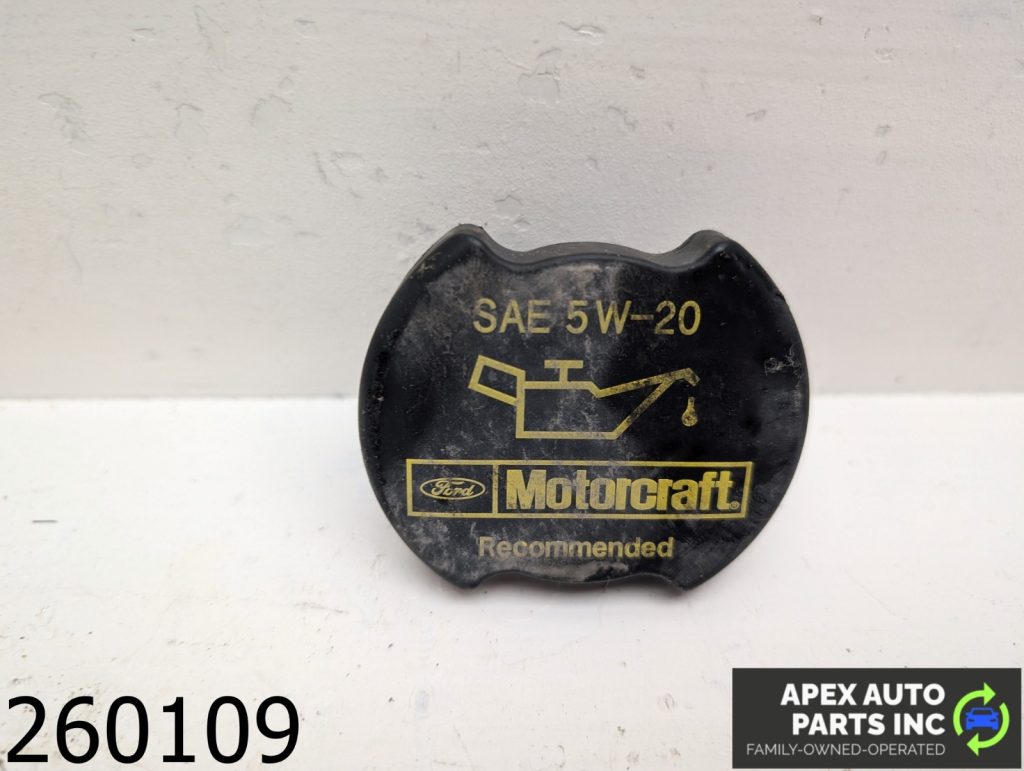 SAE 5W-20
Ford Motorcraft®
Recommended
260109
APEX AUTO
PARTS INC
FAMILY-OWNED-OPERATED